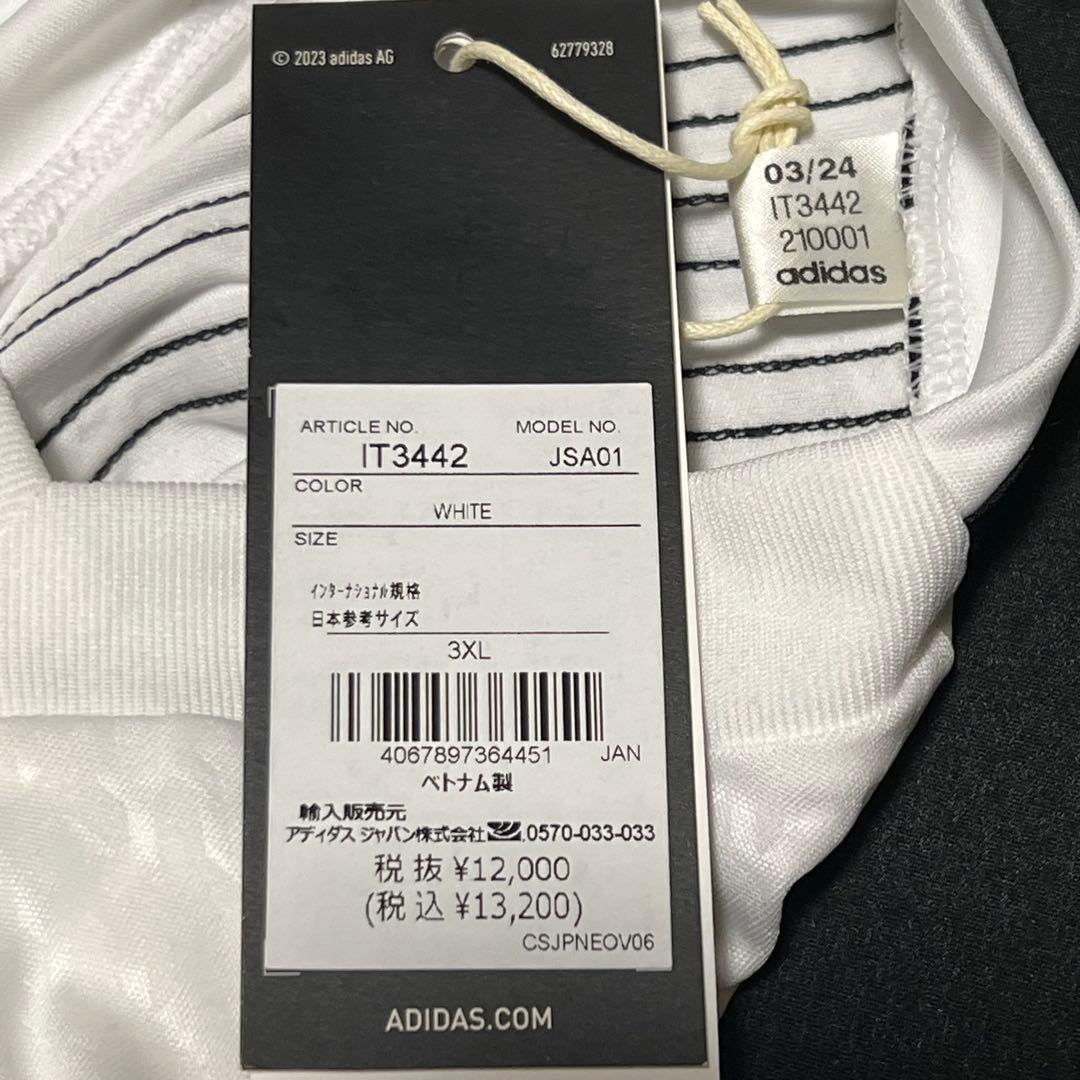 © 2023 adidas AG
62779328
03/24
IT3442
210001
adidas
ARTICLE NO.
MODEL NO.
IT3442
JSA01
COLOR
WHITE
SIZE
インターナショナル規格
日本参考サイズ
3XL
4067897364451
JAN
ベトナム製
輸入販売元
アディダス ジャパン株式会社 0570-033-033
税抜 ¥12,000
(税込 ¥13,200)
CSJPNEOV06
ADIDAS.COM